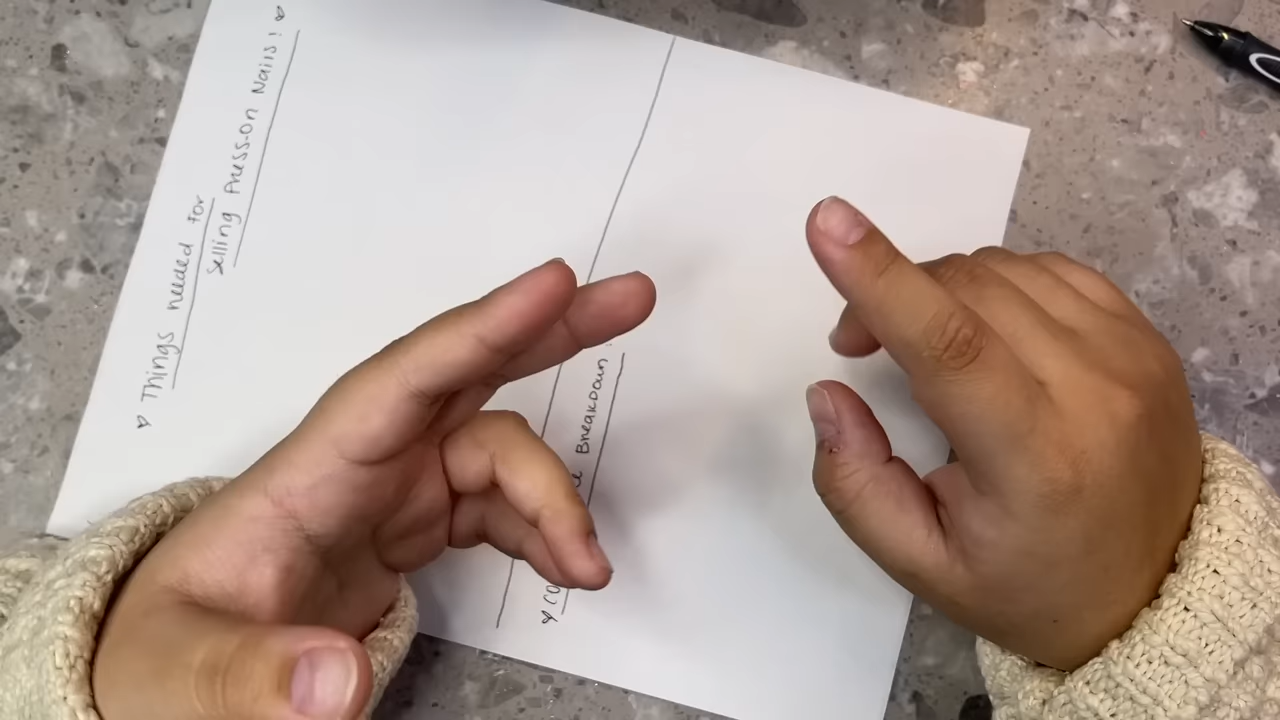 ♡ Things needed for
Selling Press-On Nails! ♡
♡ Breakdown